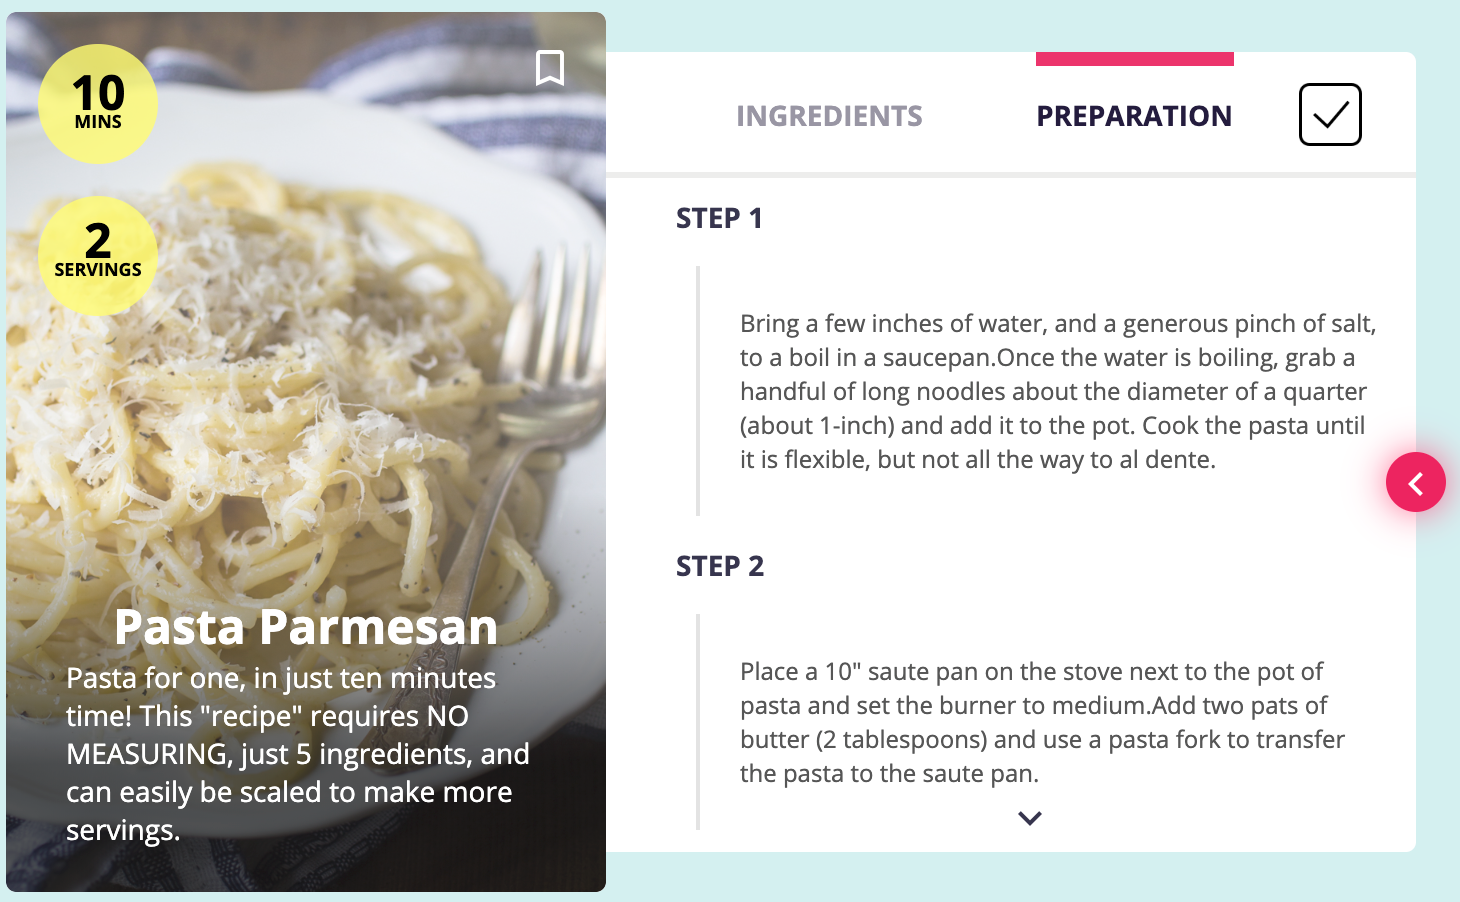 10
MINS
2
SERVINGS
Pasta Parmesan
Pasta for one, in just ten minutes
time! This "recipe" requires NO
MEASURING, just 5 ingredients, and
can easily be scaled to make more
servings.
INGREDIENTS
PREPARATION
STEP 1
Bring a few inches of water, and a generous pinch of salt,
to a boil in a saucepan.Once the water is boiling, grab a
handful of long noodles about the diameter of a quarter
(about 1-inch) and add it to the pot. Cook the pasta until
it is flexible, but not all the way to al dente.
STEP 2
Place a 10" saute pan on the stove next to the pot of
pasta and set the burner to medium.Add two pats of
butter (2 tablespoons) and use a pasta fork to transfer
the pasta to the saute pan.